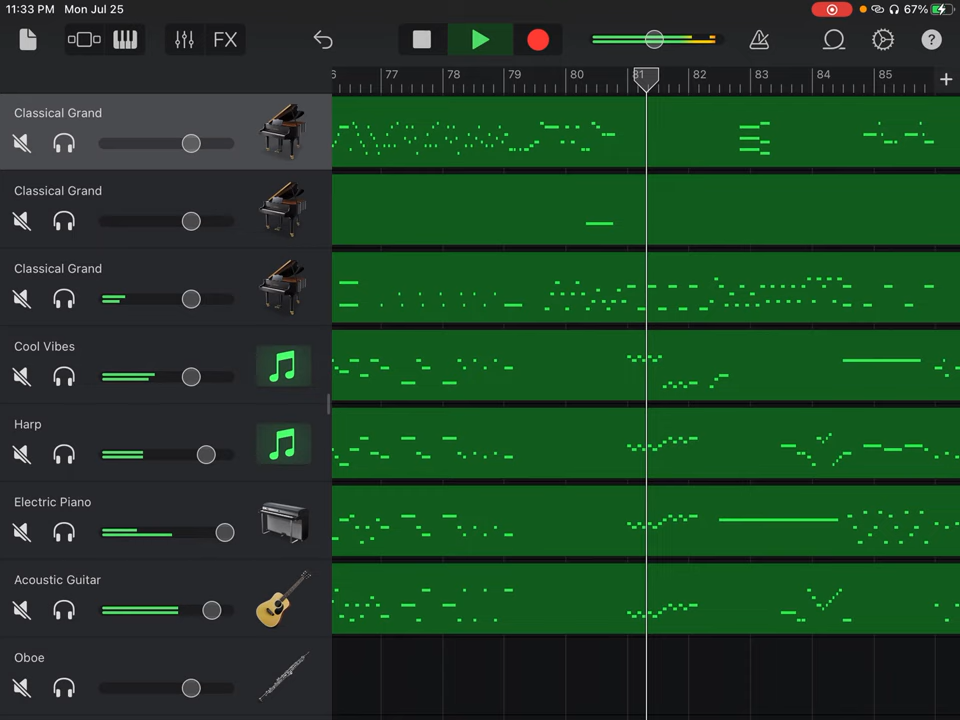 11:33 PM Mon Jul 25 67%
FX ?
6 77 78 79 80 81 82 83 84 85 +
Classical Grand
Classical Grand
Classical Grand
Cool Vibes
Harp
Electric Piano
Acoustic Guitar
Oboe